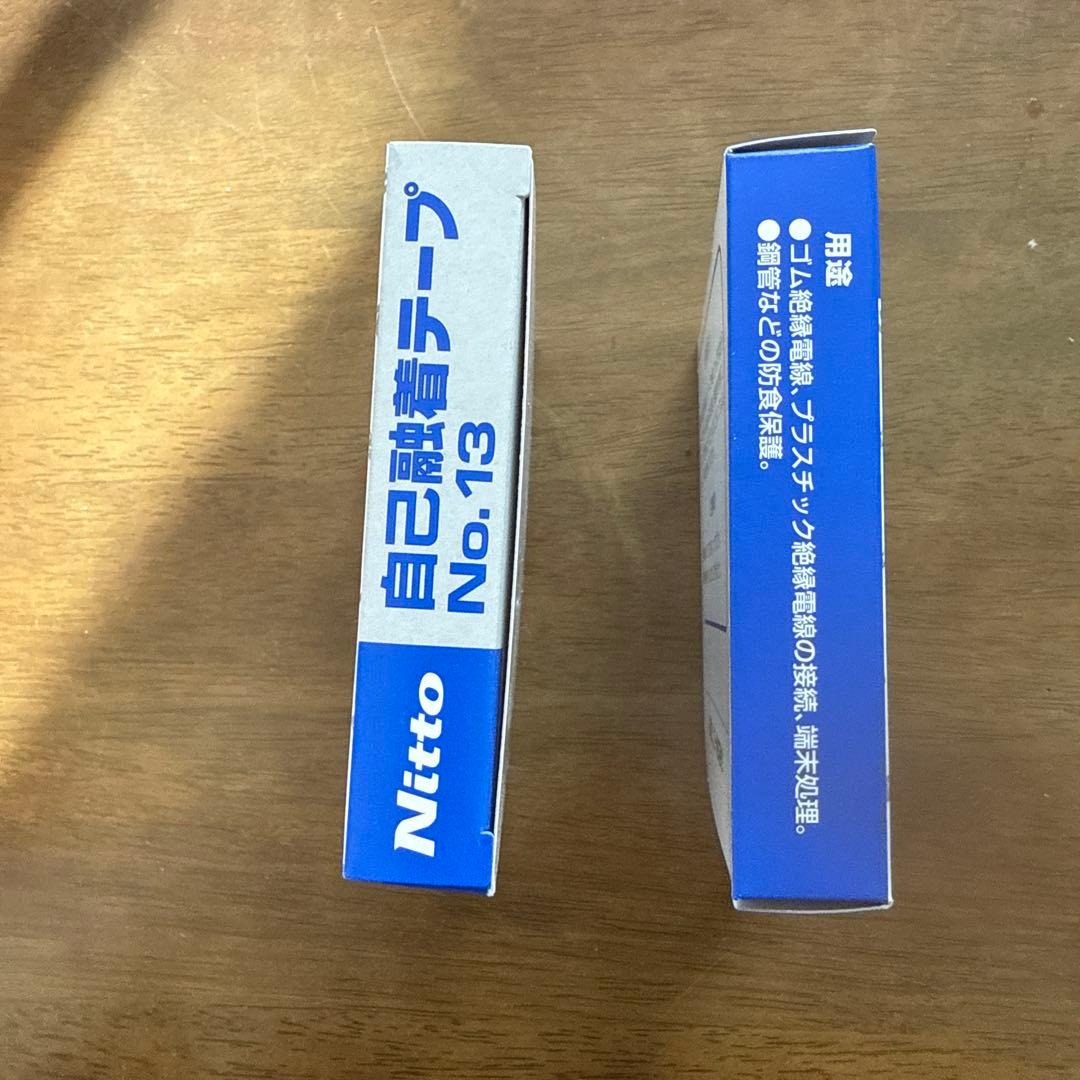 自己融着テープ
No.13
Nitto
用途
●ゴム絶縁電線、プラスチック絶縁電線の接続、端末処理。
●鋼管などの防食保護。